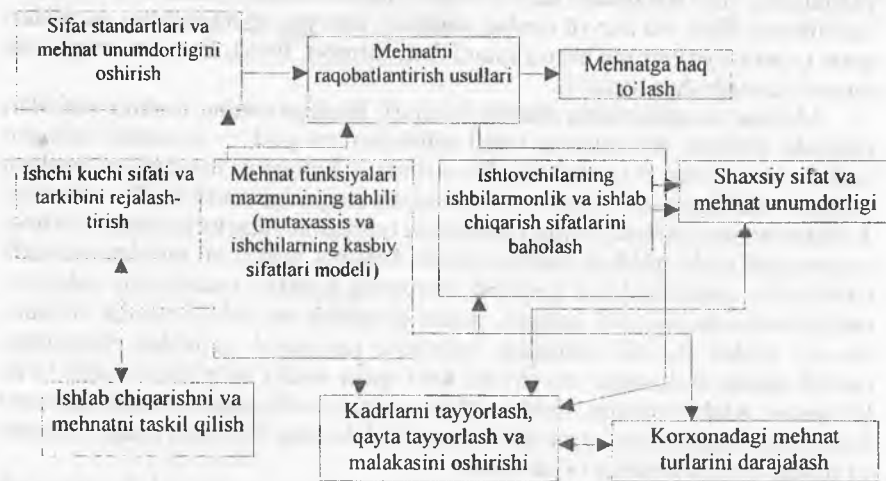 Sifat standartlari va
mehnat unumdorligini
oshirish
Mehnatni
raqobatlantirish usullari
Mehnatga haq
to`lash
Ishchi kuchi sifati va
tarkibini rejalash-
tirish
Mehnat funksiyalari
mazmunining tahlili
(mutaxassis va
ishchilarning kasbiy
sifatlari modeli)
Ishlovchilarning
ishbilarmonlik va ishlab
chiqarish sifatlarini
baholash
Shaxsiy sifat va
mehnat unumdorligi
Ishlab chiqarishni va
mehnatni taskil qilish
Kadrlarni tayyorlash,
qayta tayyorlash va
malakasini oshirishi
Korxonadagi mehnat
turlarini darajalash